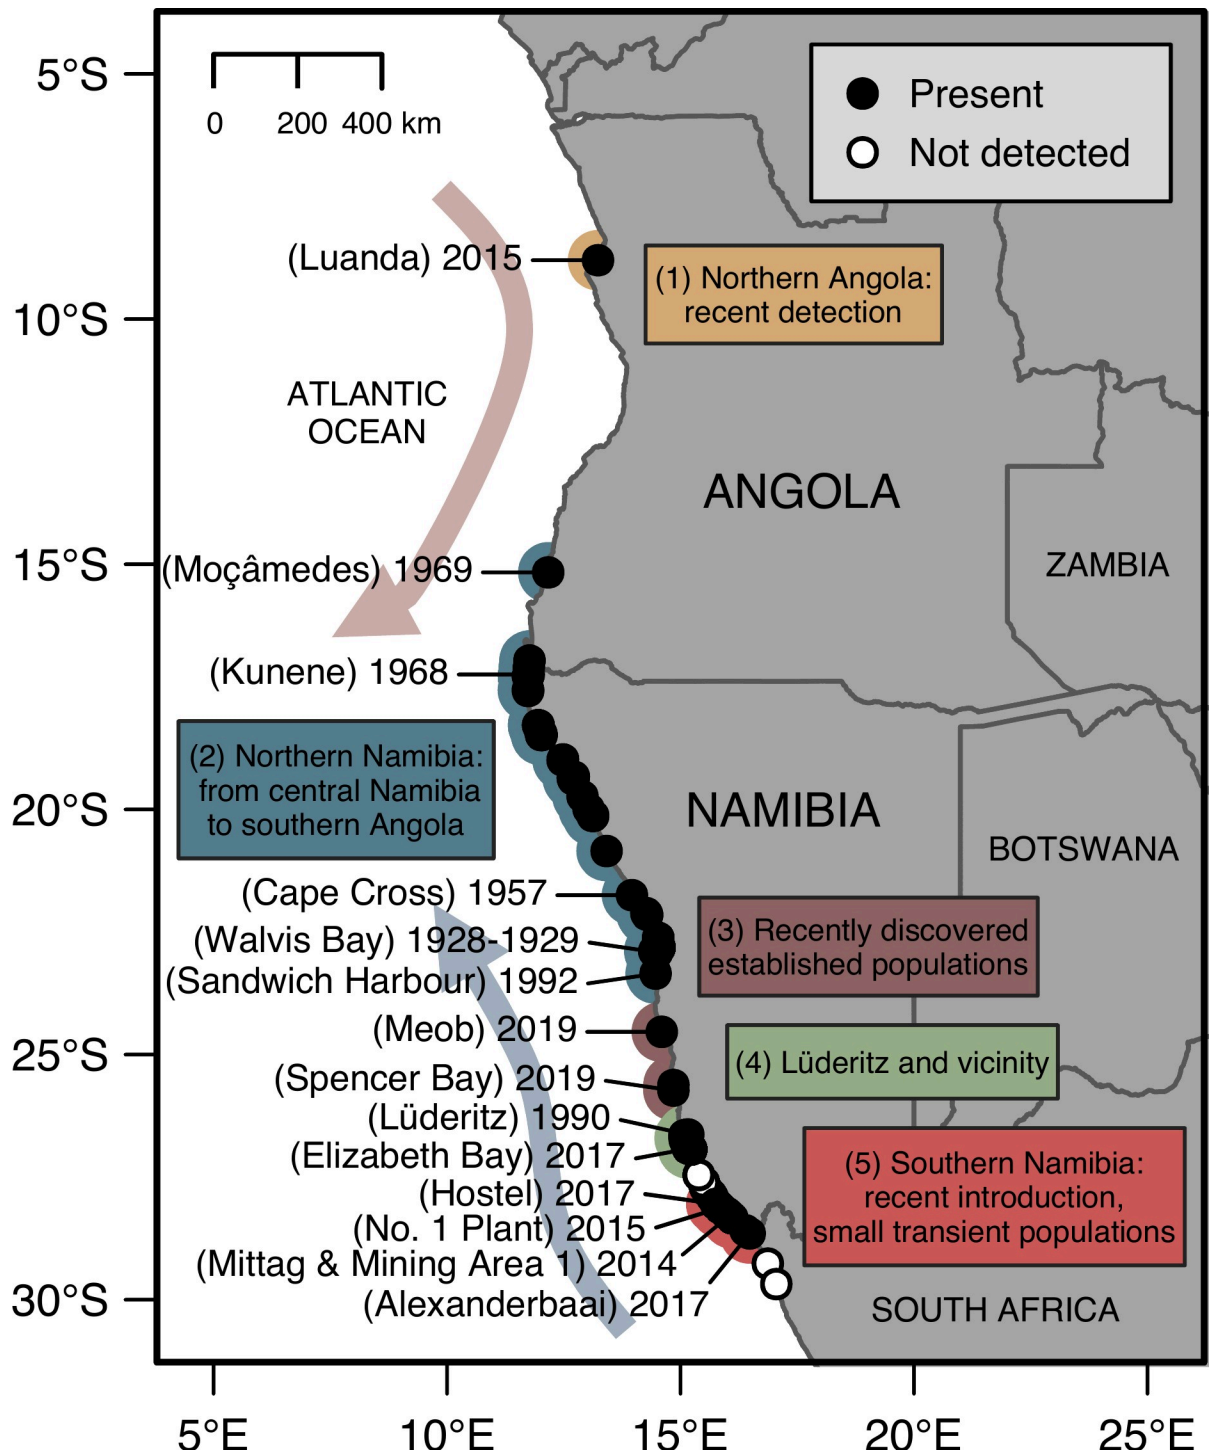 5°S
10°S
15°S
20°S
25°S
30°S
0 200 400 km
Present
Not detected
(Luanda) 2015
(1) Northern Angola:
recent detection
ATLANTIC
OCEAN
ANGOLA
(Moçâmedes) 1969
ZAMBIA
(Kunene) 1968
(2) Northern Namibia:
from central Namibia
to southern Angola
NAMIBIA
BOTSWANA
(Cape Cross) 1957
(Walvis Bay) 1928-1929
(Sandwich Harbour) 1992
(3) Recently discovered
established populations
(Meob) 2019
(4) Lüderitz and vicinity
(Spencer Bay) 2019
(Lüderitz) 1990
(Elizabeth Bay) 2017
(Hostel) 2017
(No. 1 Plant) 2015
(Mittag & Mining Area 1) 2014
(Alexanderbaai) 2017
(5) Southern Namibia:
recent introduction,
small transient populations
SOUTH AFRICA
5°E
10°E
15°E
20°E
25°E